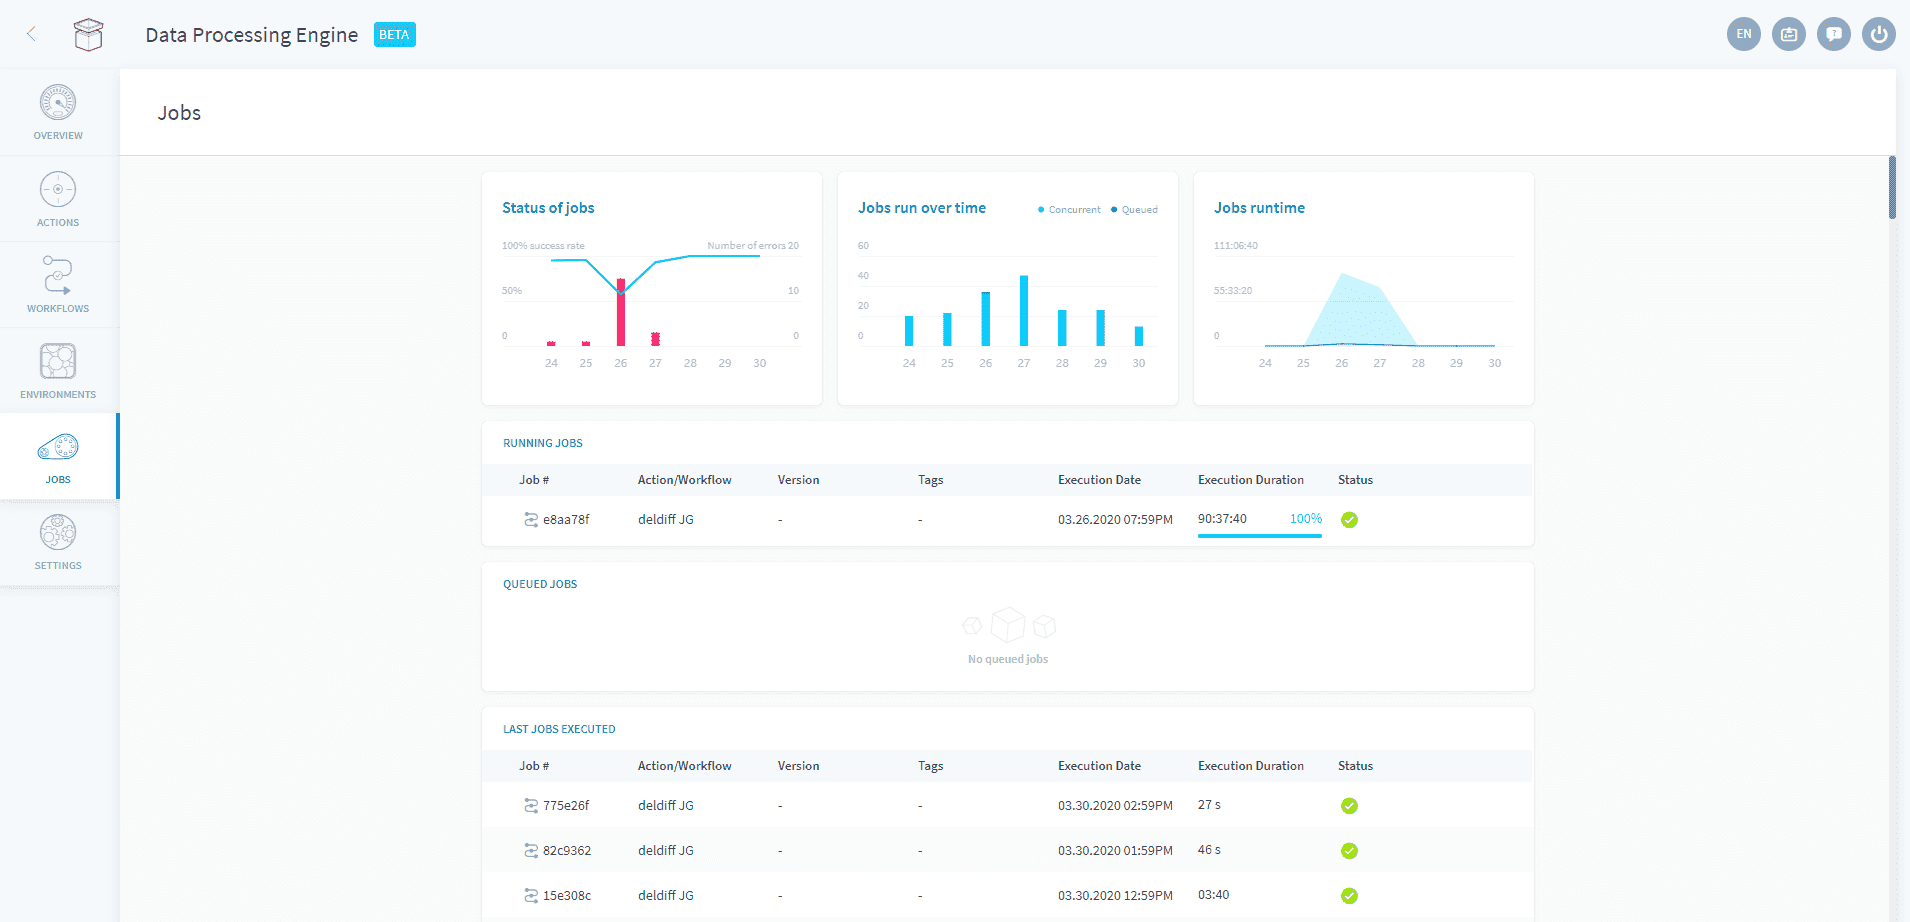 Data Processing Engine BETA
EN
OVERVIEW
ACTIONS
WORKFLOWS
ENVIRONMENTS
JOBS
SETTINGS
Jobs
Status of jobs
100% success rate Number of errors 20
50% 10
0 0
24 25 26 27 28 29 30
Jobs run over time Concurrent Queued
60
40
20
0
24 25 26 27 28 29 30
Jobs runtime
111:06:40
55:33:20
0
24 25 26 27 28 29 30
RUNNING JOBS
Job # Action/Workflow Version Tags Execution Date Execution Duration Status
e8aa78f deldiff JG - - 03.26.2020 07:59PM 90:37:40 100%
QUEUED JOBS
No queued jobs
LAST JOBS EXECUTED
Job # Action/Workflow Version Tags Execution Date Execution Duration Status
775e26f deldiff JG - - 03.30.2020 02:59PM 27 s
82c9362 deldiff JG - - 03.30.2020 01:59PM 46 s
15e308c deldiff JG - - 03.30.2020 12:59PM 03:40